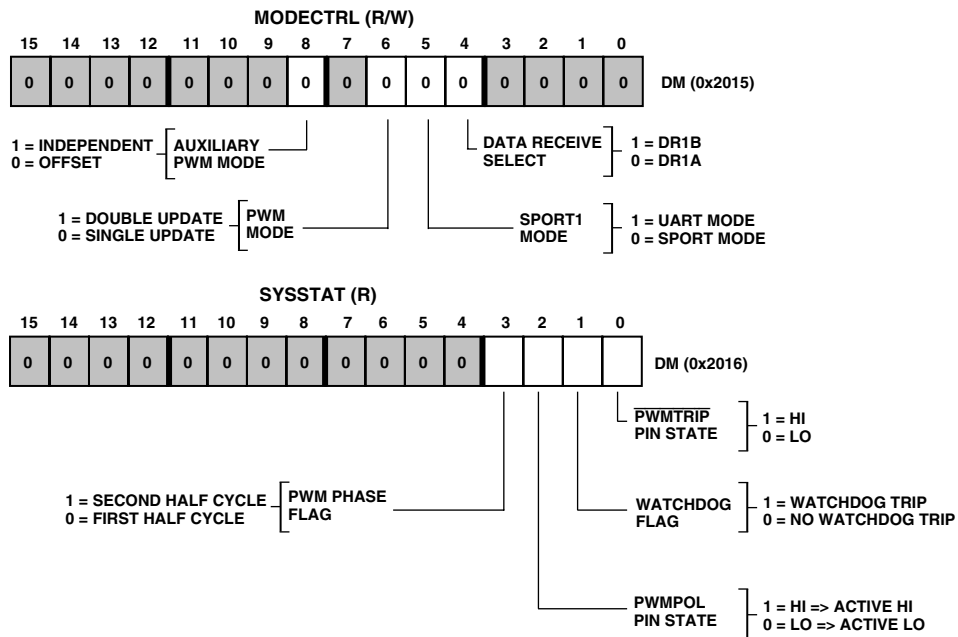 MODECTRL (R/W)
15 14 13 12 11 10 9 8 7 6 5 4 3 2 1 0
0 0 0 0 0 0 0 0 0 0 0 0 0 0 0 0 DM (0x2015)
1 = INDEPENDENT
0 = OFFSET
AUXILIARY
PWM MODE
DATA RECEIVE
SELECT
1 = DR1B
0 = DR1A
1 = DOUBLE UPDATE
0 = SINGLE UPDATE
PWM
MODE
SPORT1
MODE
1 = UART MODE
0 = SPORT MODE
SYSSTAT (R)
15 14 13 12 11 10 9 8 7 6 5 4 3 2 1 0
0 0 0 0 0 0 0 0 0 0 0 0 DM (0x2016)
PWMTRIP
PIN STATE
1 = HI
0 = LO
1 = SECOND HALF CYCLE
0 = FIRST HALF CYCLE
PWM PHASE
FLAG
WATCHDOG
FLAG
1 = WATCHDOG TRIP
0 = NO WATCHDOG TRIP
PWMPOL
PIN STATE
1 = HI => ACTIVE HI
0 = LO => ACTIVE LO